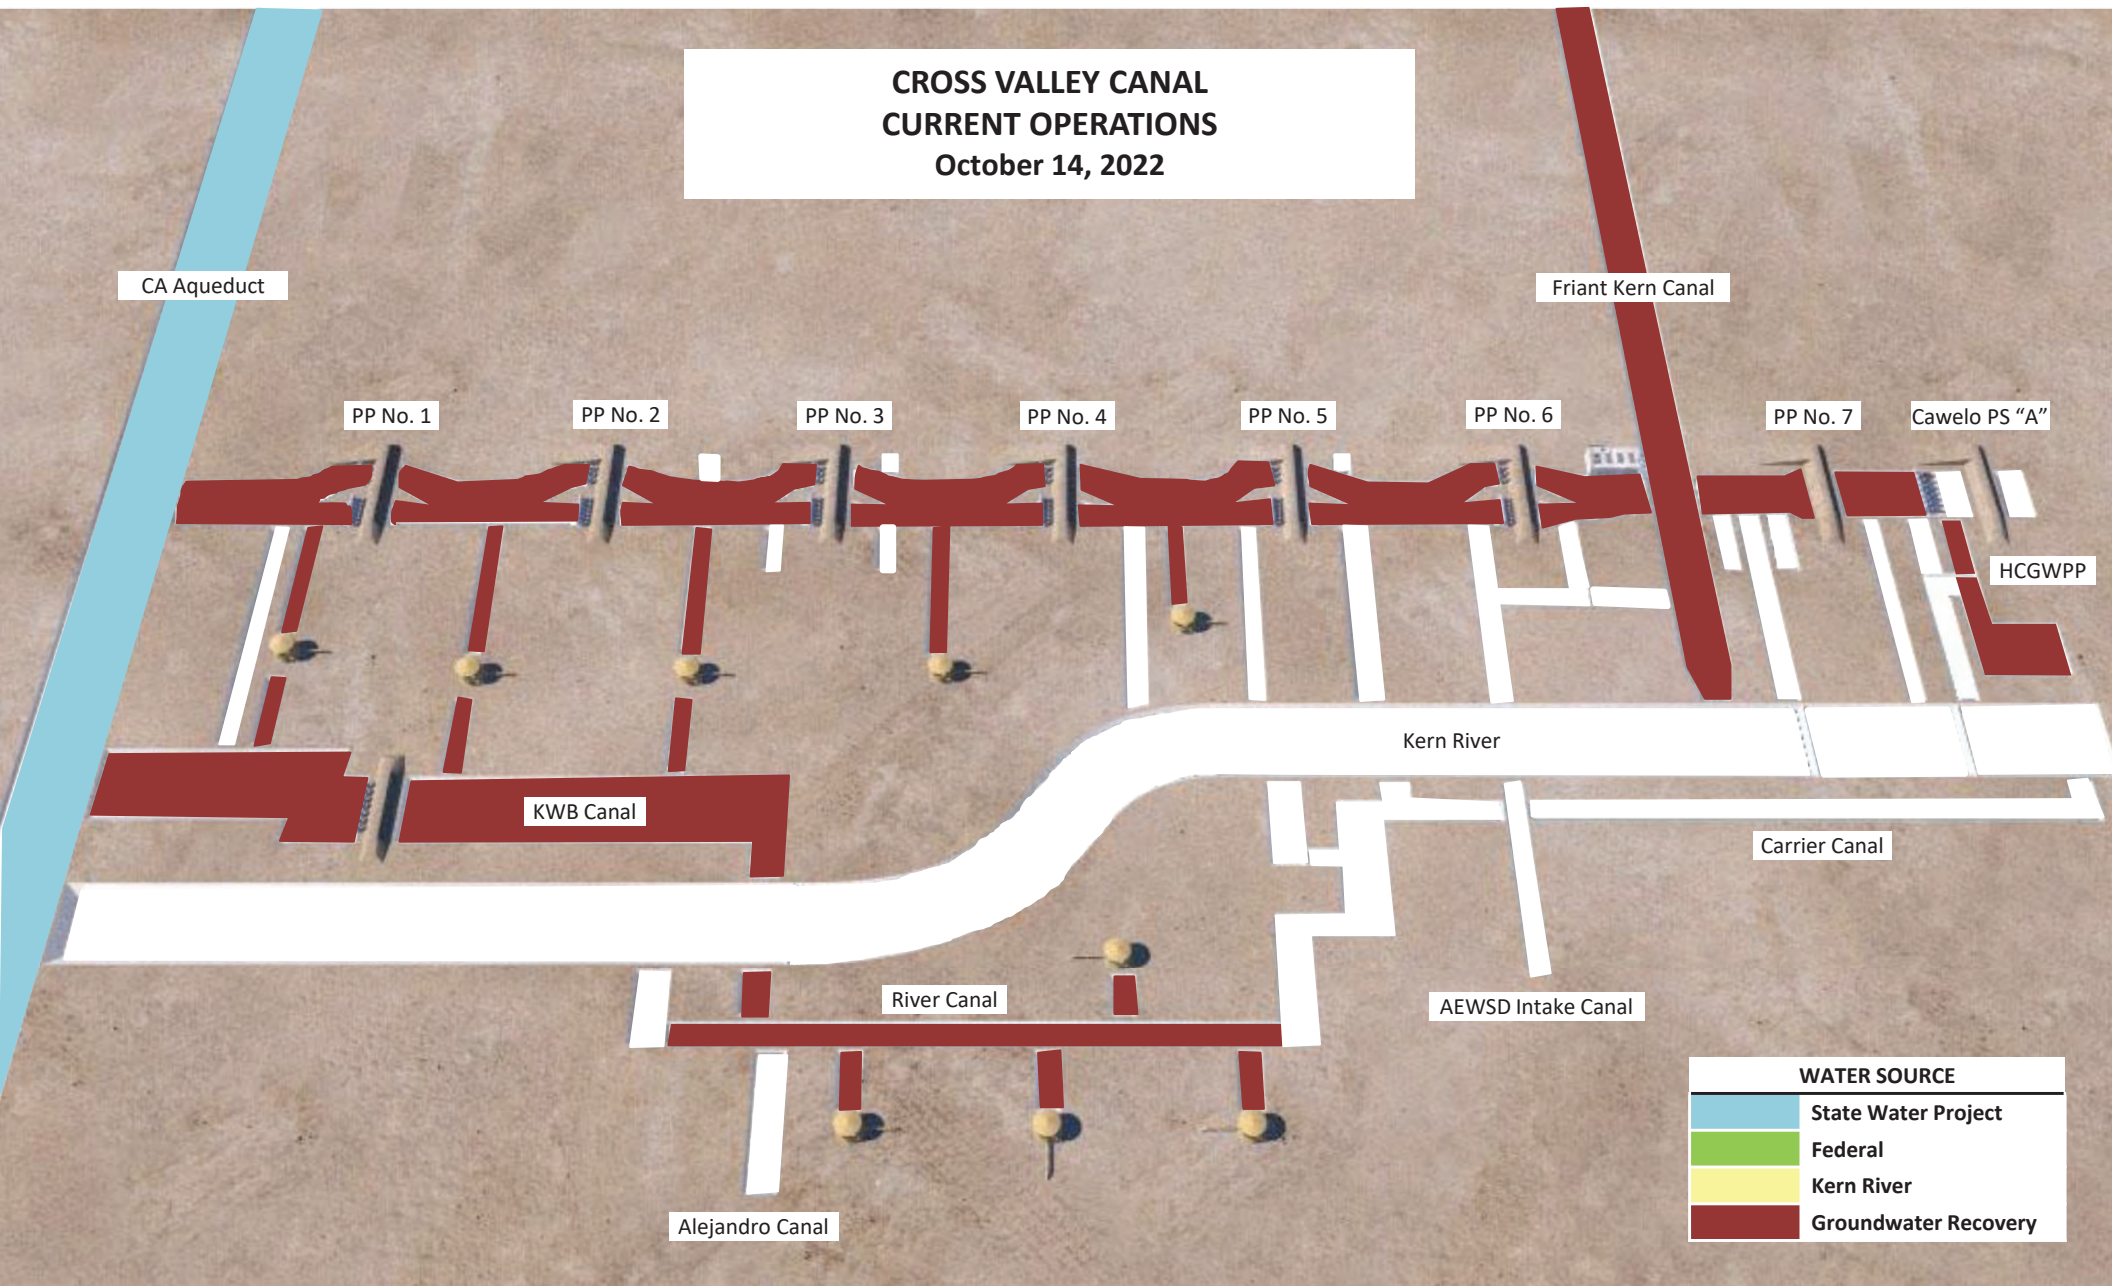 CROSS VALLEY CANAL
CURRENT OPERATIONS
October 14, 2022
CA Aqueduct
Friant Kern Canal
PP No. 1
PP No. 2
PP No. 3
PP No. 4
PP No. 5
PP No. 6
PP No. 7
Cawelo PS “A”
HCGWPP
Kern River
KWB Canal
Carrier Canal
River Canal
AEWSD Intake Canal
Alejandro Canal
WATER SOURCE
State Water Project
Federal
Kern River
Groundwater Recovery